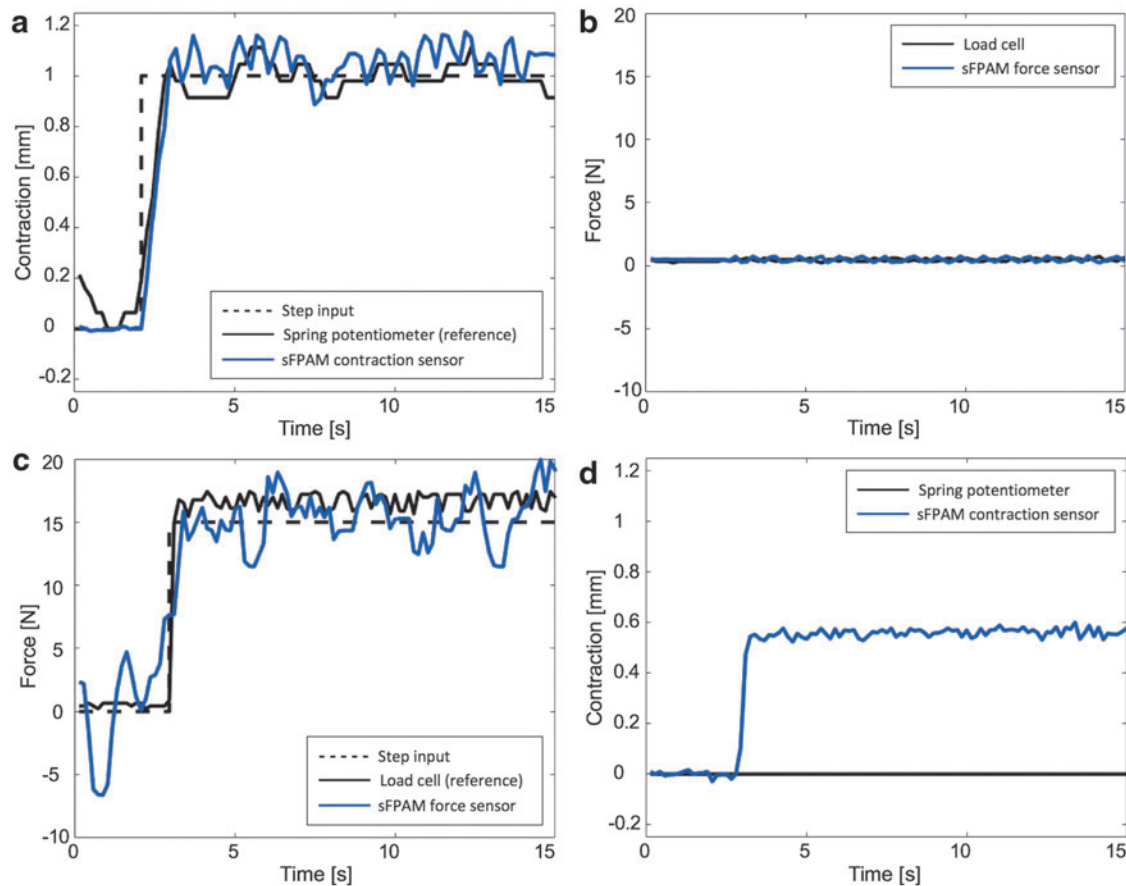 a
1.2
1
0.8
0.6
0.4
0.2
0
-0.2
Contraction [mm]
Step input
Spring potentiometer (reference)
sFPAM contraction sensor
0 5 10 15
Time [s]
b
20
15
10
5
0
-5
-10
Force [N]
Load cell
sFPAM force sensor
0 5 10 15
Time [s]
c
20
15
10
5
0
-5
-10
Force [N]
Step input
Load cell (reference)
sFPAM force sensor
0 5 10 15
Time [s]
d
1.2
1
0.8
0.6
0.4
0.2
0
-0.2
Contraction [mm]
Spring potentiometer
sFPAM contraction sensor
0 5 10 15
Time [s]